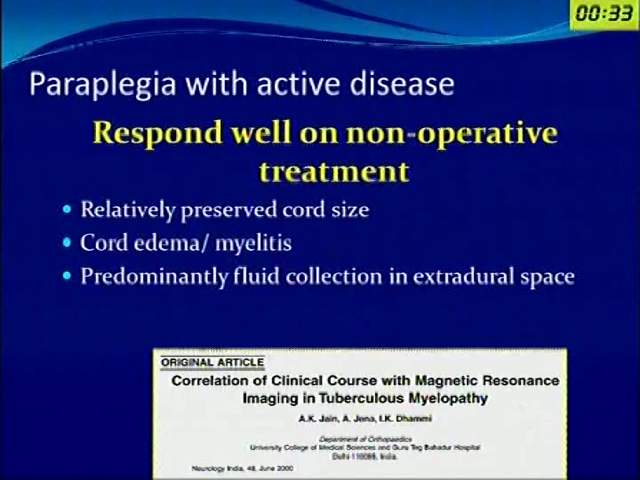 00:33
Paraplegia with active disease
Respond well on non-operative
treatment
• Relatively preserved cord size
• Cord edema/ myelitis
• Predominantly fluid collection in extradural space
ORIGINAL ARTICLE
Correlation of Clinical Course with Magnetic Resonance
Imaging in Tuberculous Myelopathy
A.K. Jain, A. Jena, I.K. Dhammi
Department of Orthopaedics
University College of Medical Sciences and Guru Teg Bahadur Hospital
Delhi India.
Neurology India, 48, June 2000